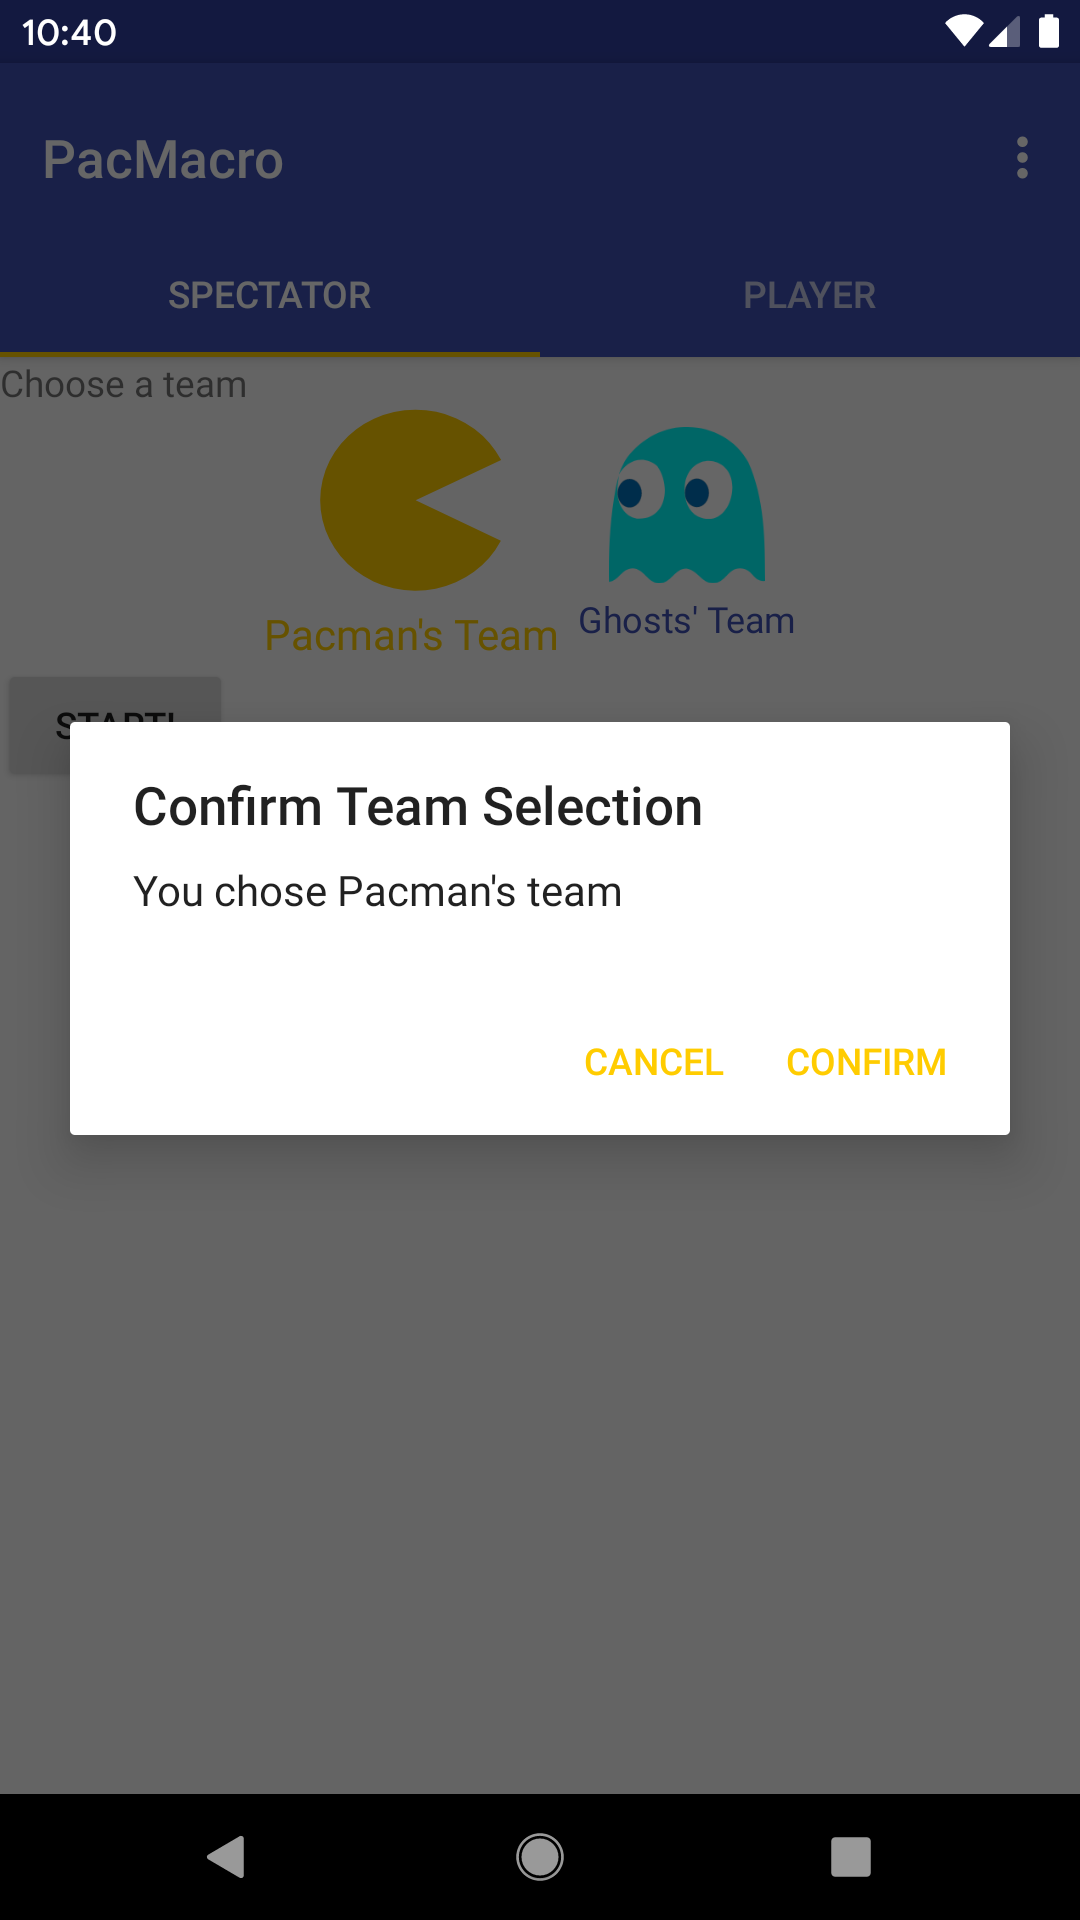 10:40
PacMacro
SPECTATOR PLAYER
Choose a team
Pacman's Team Ghosts' Team
START!
Confirm Team Selection
You chose Pacman's team
CANCEL CONFIRM